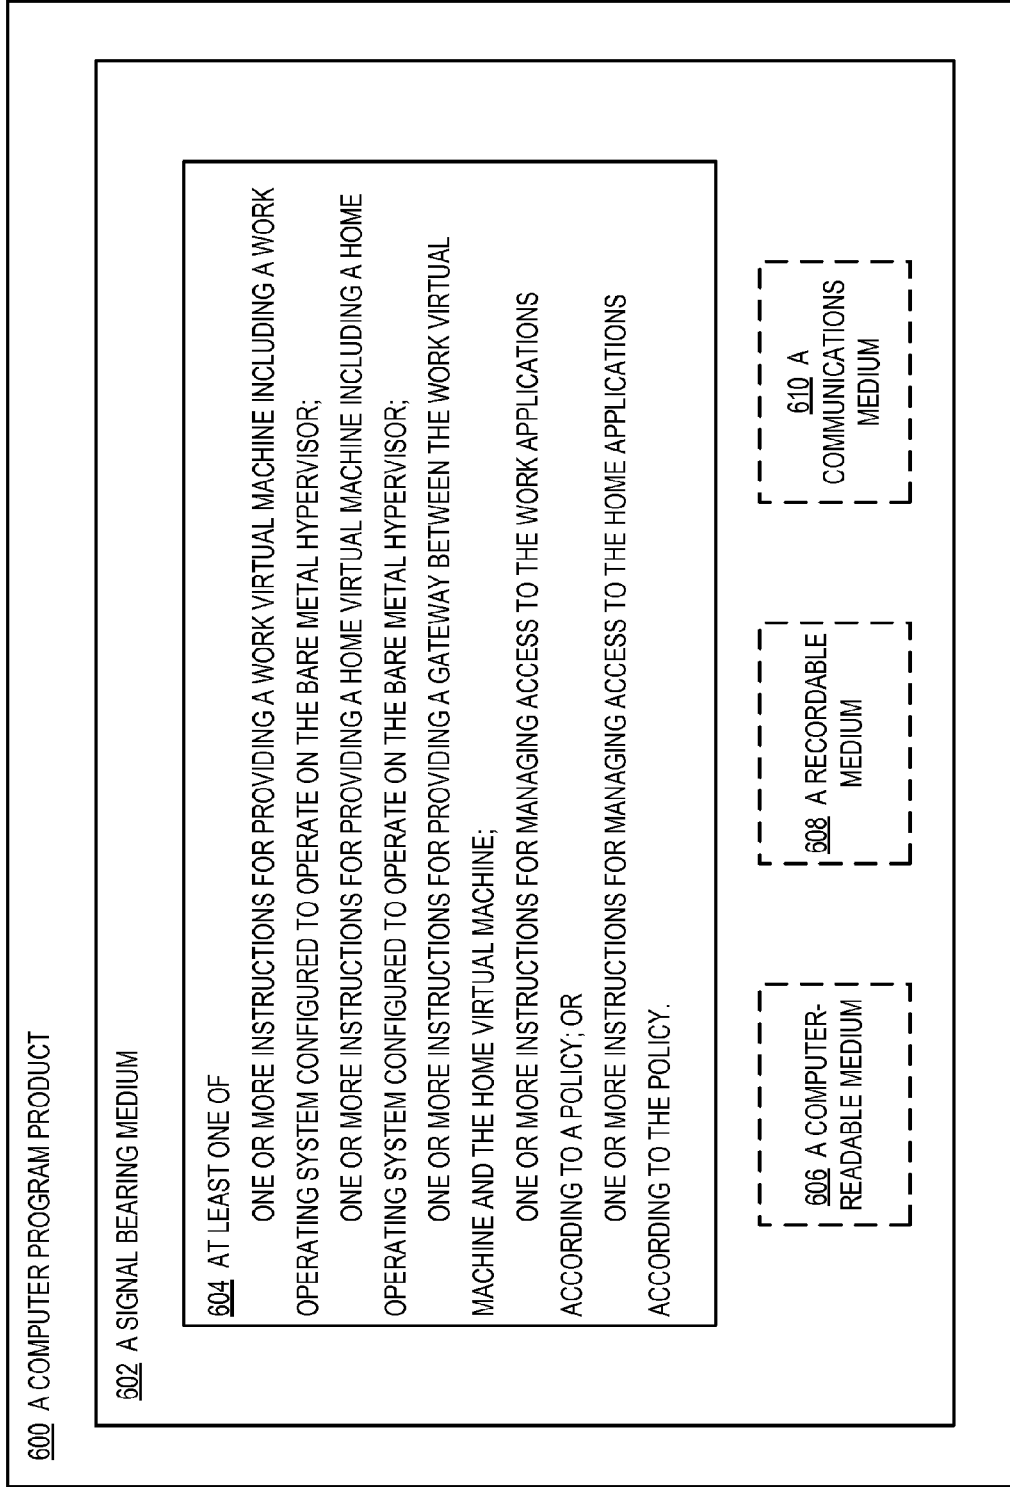 600 A COMPUTER PROGRAM PRODUCT
602 A SIGNAL BEARING MEDIUM
604 AT LEAST ONE OF
ONE OR MORE INSTRUCTIONS FOR PROVIDING A WORK VIRTUAL MACHINE INCLUDING A WORK
OPERATING SYSTEM CONFIGURED TO OPERATE ON THE BARE METAL HYPERVISOR;
ONE OR MORE INSTRUCTIONS FOR PROVIDING A HOME VIRTUAL MACHINE INCLUDING A HOME
OPERATING SYSTEM CONFIGURED TO OPERATE ON THE BARE METAL HYPERVISOR;
ONE OR MORE INSTRUCTIONS FOR PROVIDING A GATEWAY BETWEEN THE WORK VIRTUAL
MACHINE AND THE HOME VIRTUAL MACHINE;
ONE OR MORE INSTRUCTIONS FOR MANAGING ACCESS TO THE WORK APPLICATIONS
ACCORDING TO A POLICY; OR
ONE OR MORE INSTRUCTIONS FOR MANAGING ACCESS TO THE HOME APPLICATIONS
ACCORDING TO THE POLICY.
606 A COMPUTER-
READABLE MEDIUM
608 A RECORDABLE
MEDIUM
610 A
COMMUNICATIONS
MEDIUM